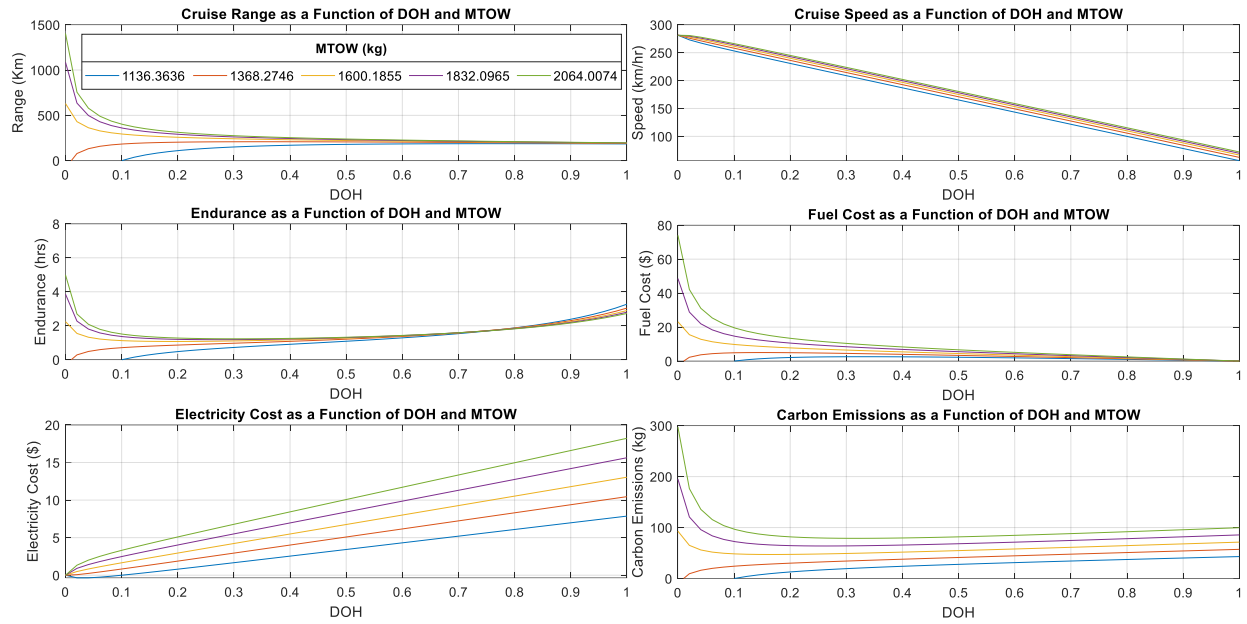 Cruise Range as a Function of DOH and MTOW
Range (Km)
1500
1000
500
0
MTOW (kg)
1136.3636 1368.2746 1600.1855 1832.0965 2064.0074
0 0.1 0.2 0.3 0.4 0.5 0.6 0.7 0.8 0.9 1
DOH
Cruise Speed as a Function of DOH and MTOW
Speed (km/hr)
300
250
200
150
100
0 0.1 0.2 0.3 0.4 0.5 0.6 0.7 0.8 0.9 1
DOH
Endurance as a Function of DOH and MTOW
Endurance (hrs)
8
6
4
2
0
0 0.1 0.2 0.3 0.4 0.5 0.6 0.7 0.8 0.9 1
DOH
Fuel Cost as a Function of DOH and MTOW
Fuel Cost ($)
80
60
40
20
0
0 0.1 0.2 0.3 0.4 0.5 0.6 0.7 0.8 0.9 1
DOH
Electricity Cost as a Function of DOH and MTOW
Electricity Cost ($)
20
15
10
5
0
0 0.1 0.2 0.3 0.4 0.5 0.6 0.7 0.8 0.9 1
DOH
Carbon Emissions as a Function of DOH and MTOW
Carbon Emissions (kg)
300
200
100
0
0 0.1 0.2 0.3 0.4 0.5 0.6 0.7 0.8 0.9 1
DOH